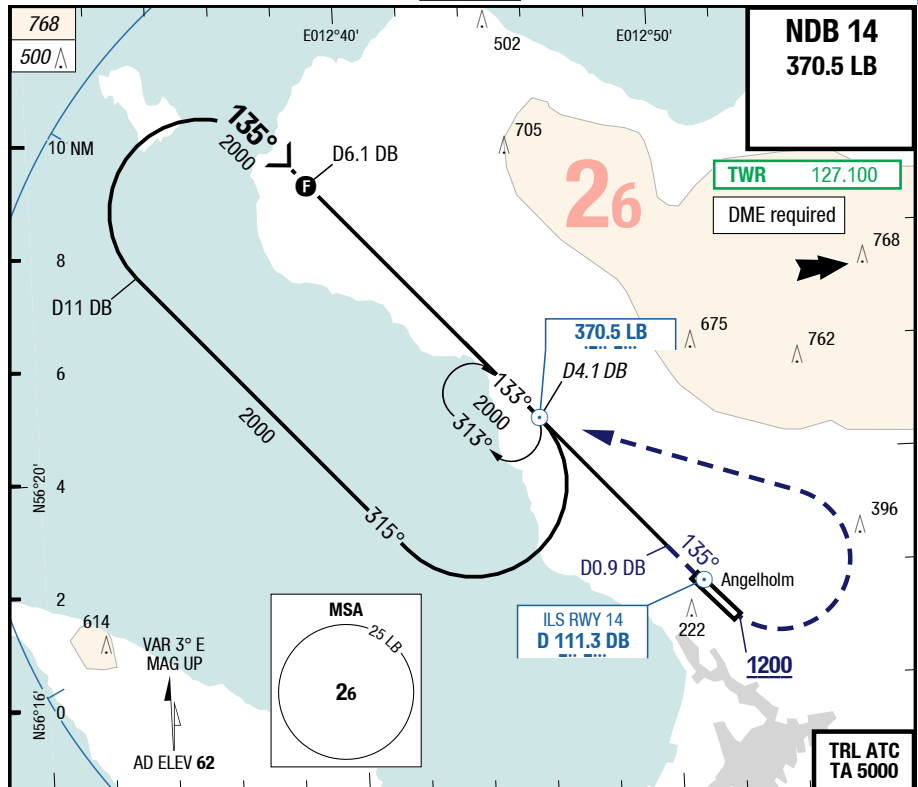 768
500
E012°40'
502
E012°50'
NDB 14
370.5 LB
135°
2000
10 NM
D6.1 DB
705
26
TWR 127.100
DME required
768
8
D11 DB
370.5 LB
675
762
6
D4.1 DB
133°
2000
313°
2000
N56°20'
4
315°
396
135°
D0.9 DB
Angelholm
2
ILS RWY 14
D 111.3 DB
222
614
MSA
25 LB
26
VAR 3° E
MAG UP
1200
N56°16'
0
AD ELEV 62
TRL ATC
TA 5000
F